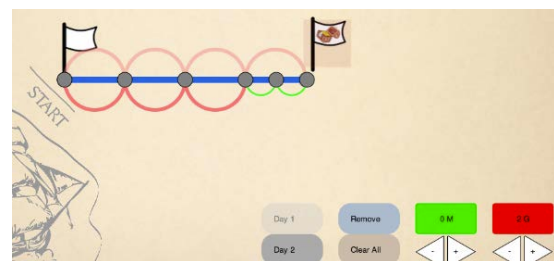 START
Day 1
Remove
0 M
2 G
Day 2
Clear All
- +
- +